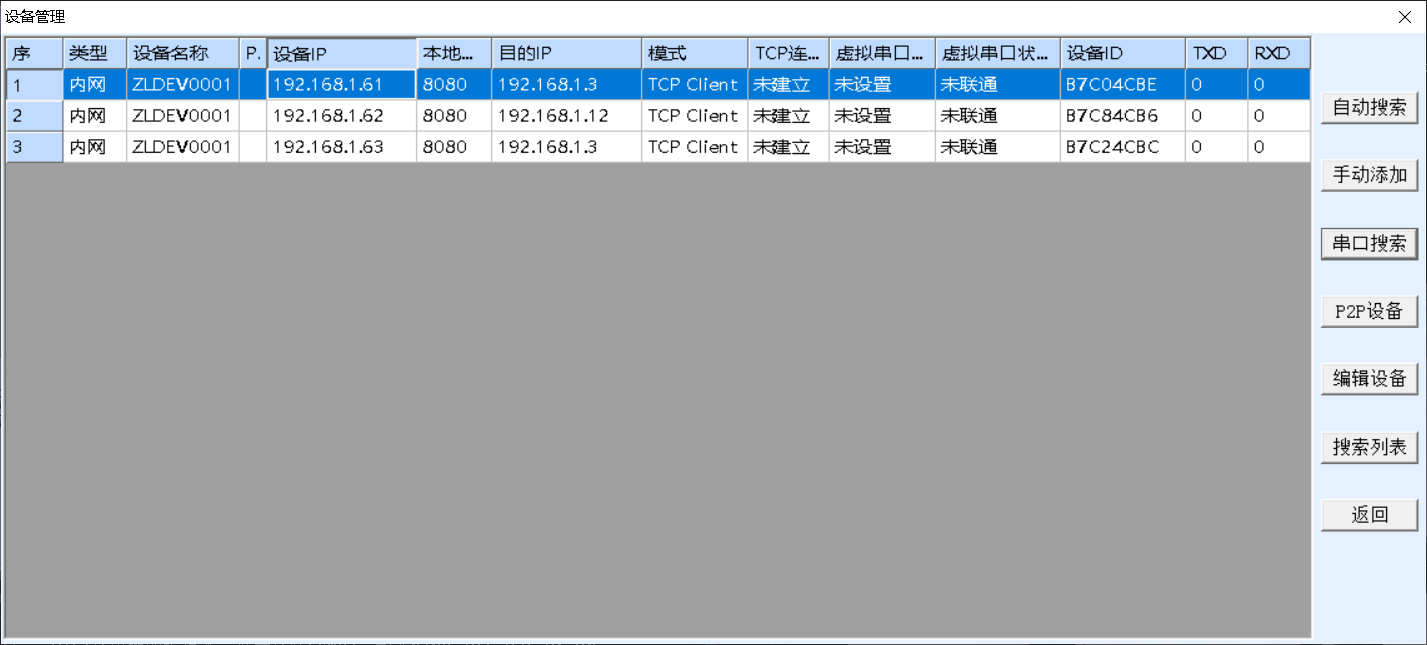 设备管理
序 类型 设备名称 P. 设备IP 本地... 目的IP 模式 TCP连... 虚拟串口... 虚拟串口状... 设备ID TXD RXD
1 内网 ZLDEV0001 192.168.1.61 8080 192.168.1.3 TCP Client 未建立 未设置 未联通 B7C04CBE 0 0
2 内网 ZLDEV0001 192.168.1.62 8080 192.168.1.12 TCP Client 未建立 未设置 未联通 B7C84CB6 0 0
3 内网 ZLDEV0001 192.168.1.63 8080 192.168.1.3 TCP Client 未建立 未设置 未联通 B7C24CBC 0 0
自动搜索
手动添加
串口搜索
P2P设备
编辑设备
搜索列表
返回